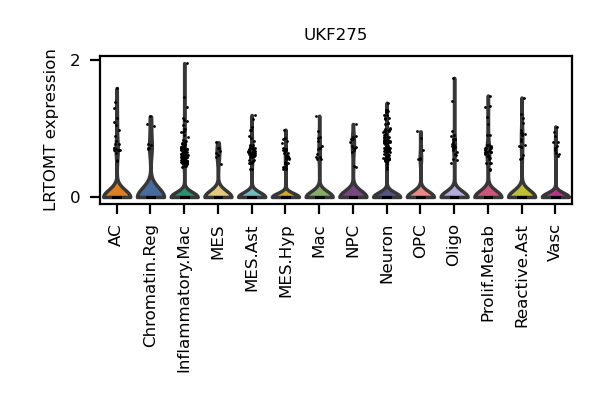 UKF275
LRTOMT expression
2
0
AC
Chromatin.Reg
Inflammatory.Mac
MES
MES.Ast
MES.Hyp
Mac
NPC
Neuron
OPC
Oligo
Prolif.Metab
Reactive.Ast
Vasc